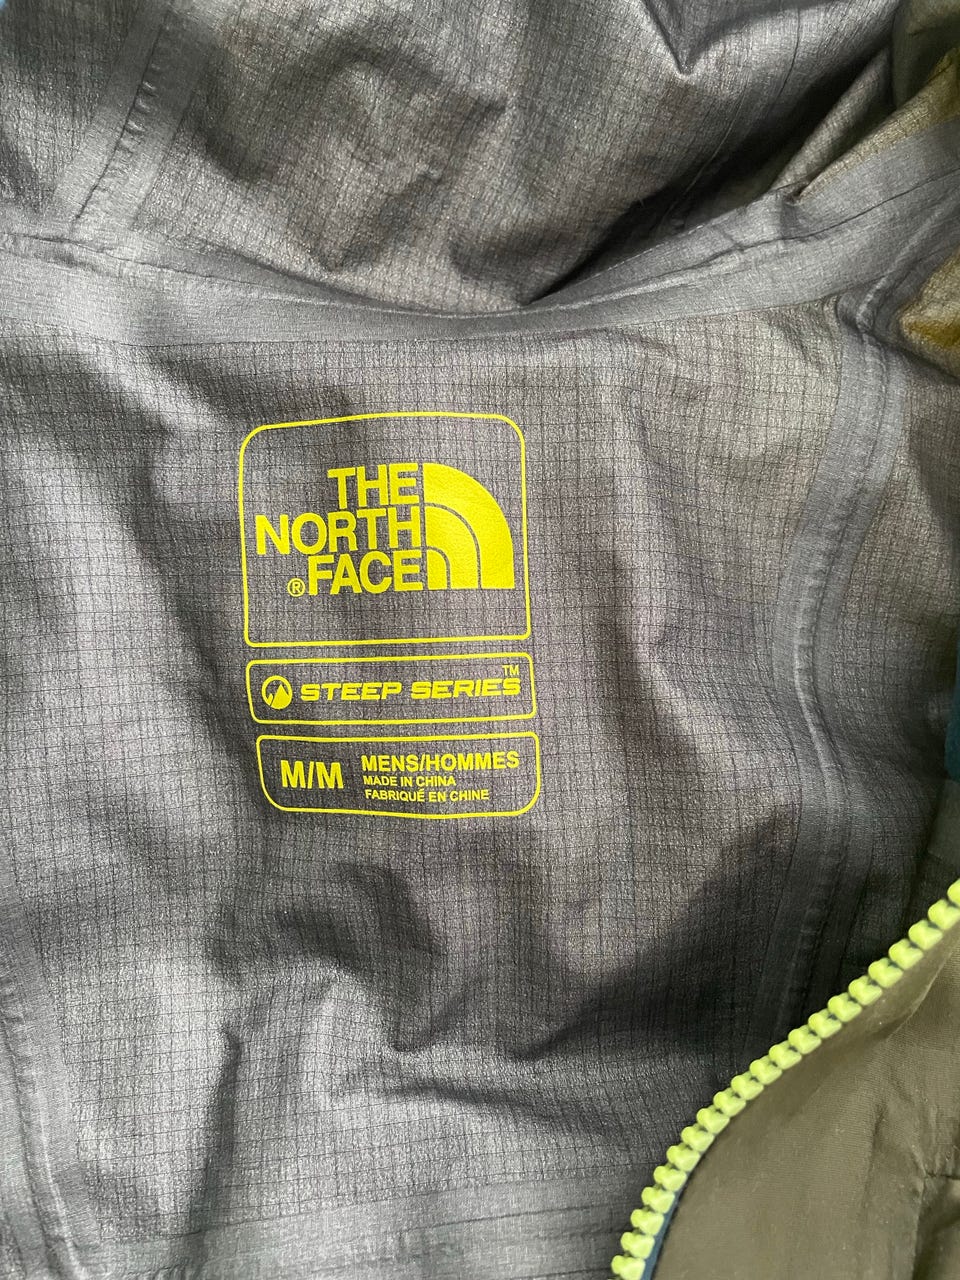 THE
NORTH
®FACE
STEEP SERIES™
M/M MENS/HOMMES
MADE IN CHINA
FABRIQUÉ EN CHINE